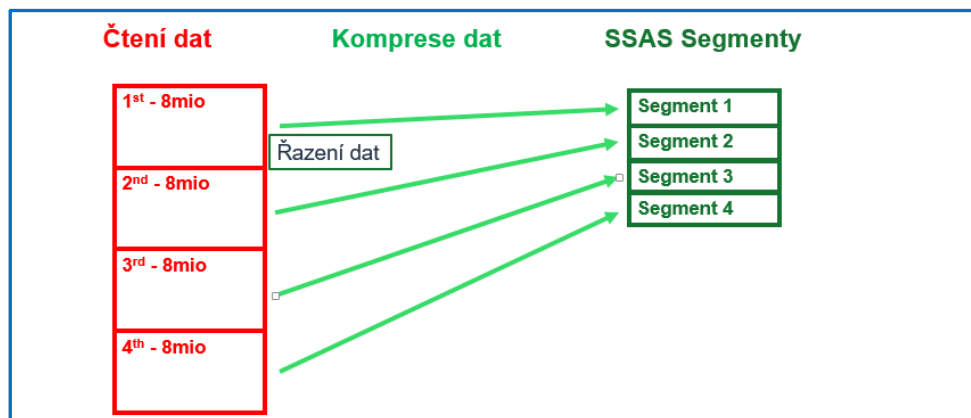 Čtení dat
Komprese dat
SSAS Segmenty
1st - 8mio
Řazení dat
2nd - 8mio
3rd - 8mio
4th - 8mio
Segment 1
Segment 2
Segment 3
Segment 4